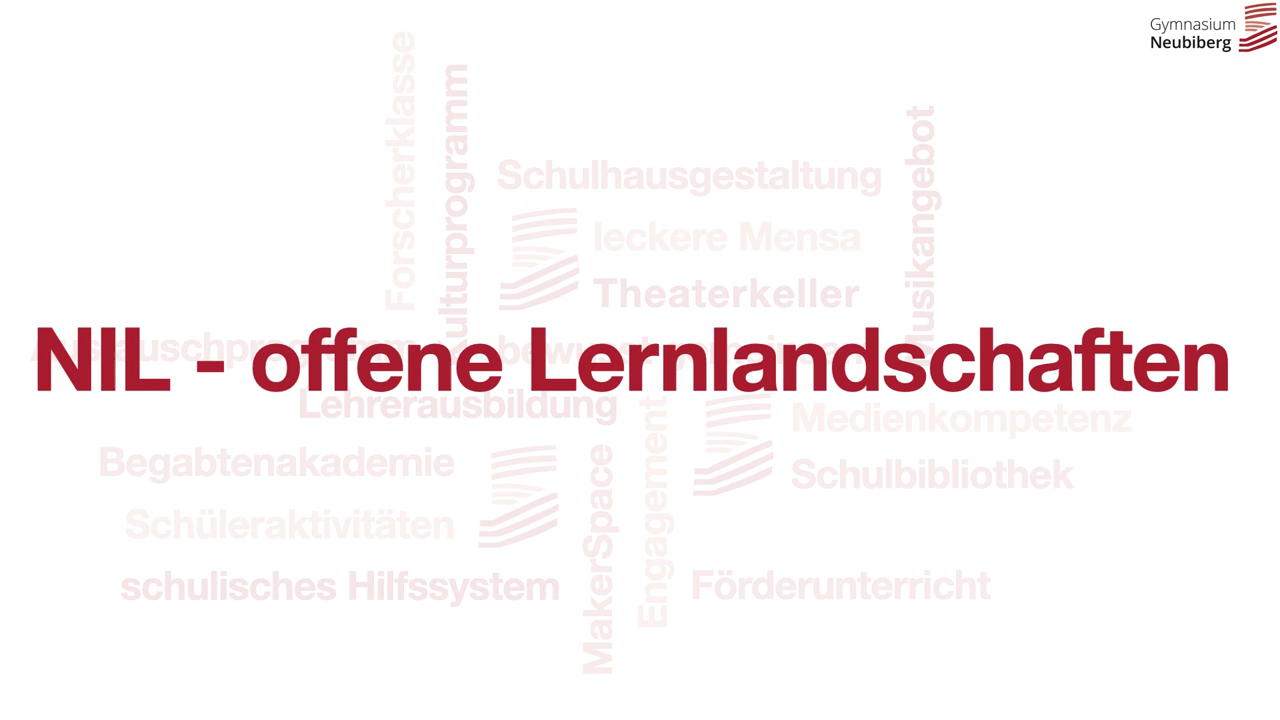 Gymnasium
Neubiberg
Forscherklasse
Kulturprogramm
Schulhausgestaltung
Musikangebot
leckere Mensa
Theaterkeller
NIL - offene Lernlandschaften
Lehrerausbildung
Medienkompetenz
Begabtenakademie
Schulbibliothek
Schüleraktivitäten
MakerSpace
Engagement
schulisches Hilfssystem
Förderunterricht